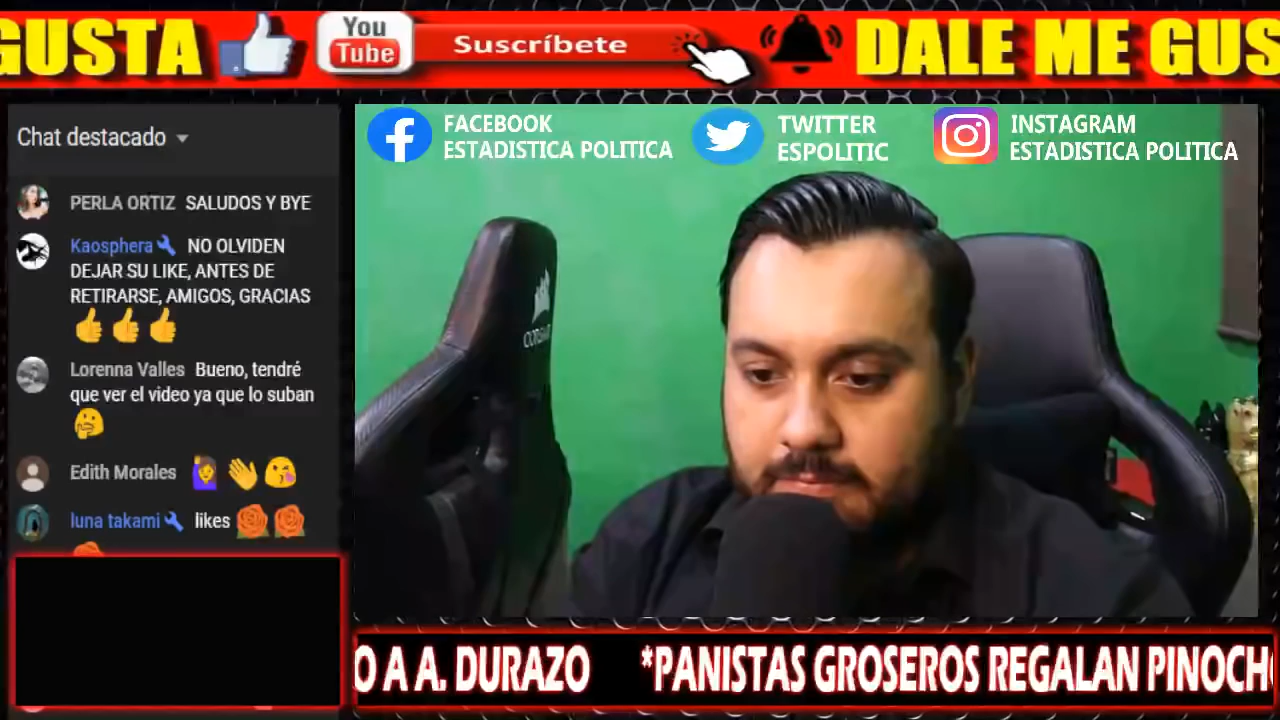 GUSTA
You
Tube
Suscríbete
DALE ME GUS
Chat destacado
PERLA ORTIZ SALUDOS Y BYE
Kaosphera NO OLVIDEN
DEJAR SU LIKE, ANTES DE
RETIRARSE, AMIGOS, GRACIAS
Lorenna Valles Bueno, tendré
que ver el video ya que lo suban
Edith Morales
luna takami likes
FACEBOOK
ESTADISTICA POLITICA
TWITTER
ESPOLITIC
INSTAGRAM
ESTADISTICA POLITICA
O A A. DURAZO *PANISTAS GROSEROS REGALAN PINOCH